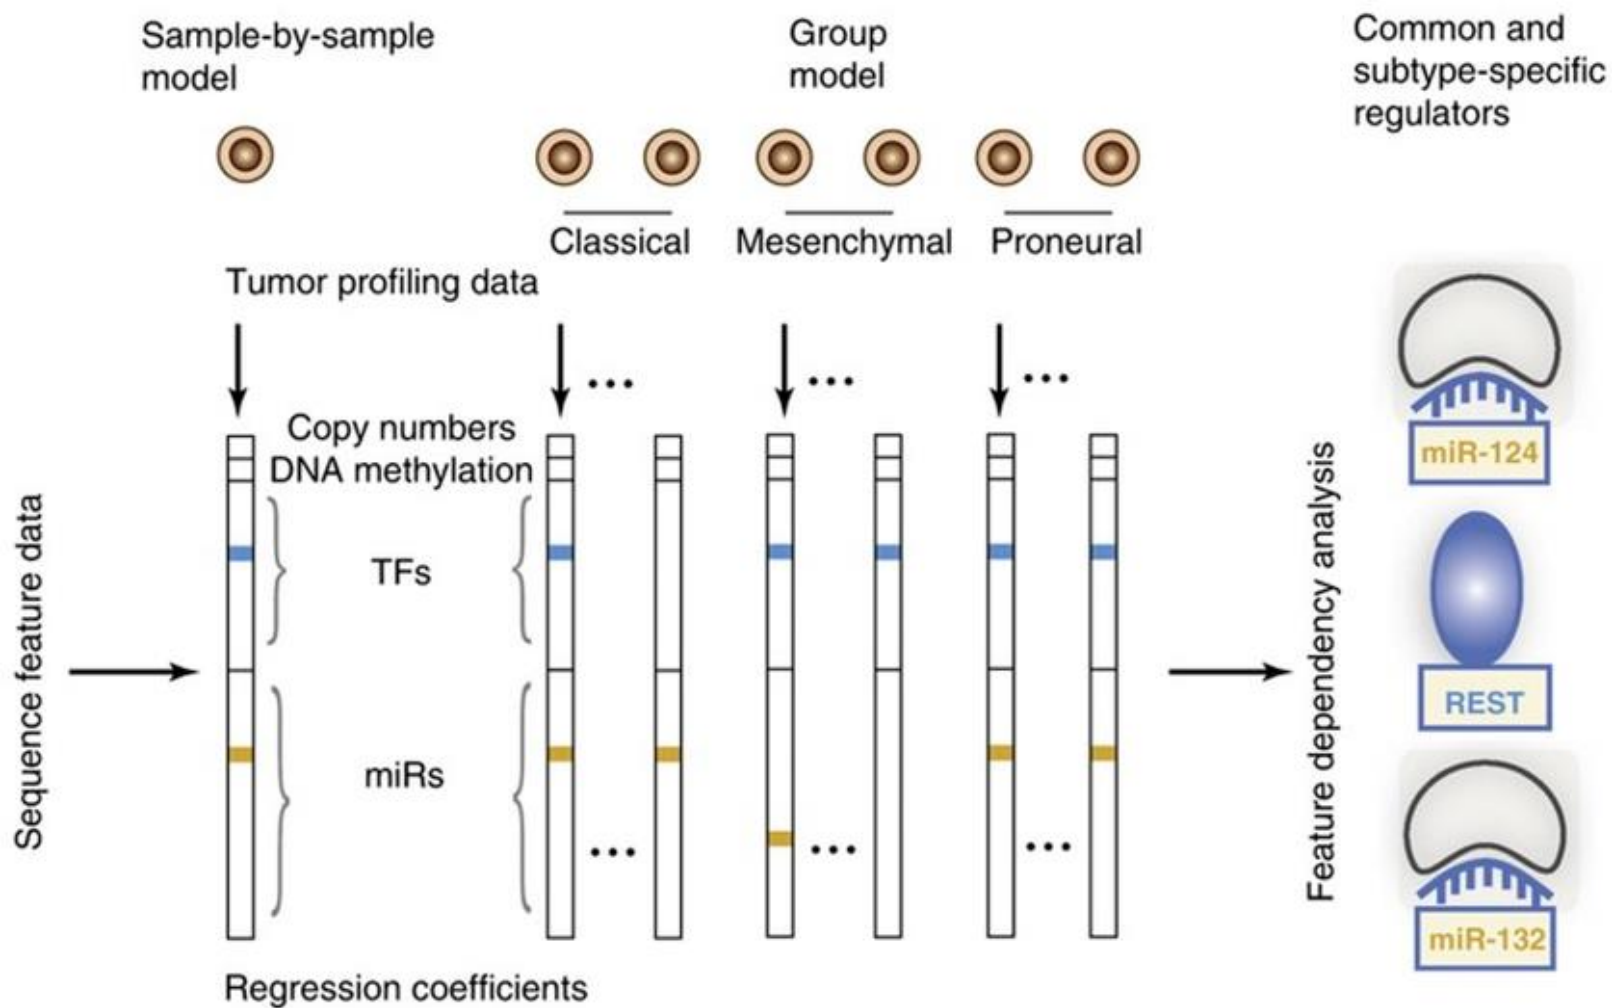 Sample-by-sample
model
Group
model
Common and
subtype-specific
regulators
Classical
Mesenchymal
Proneural
Tumor profiling data
Copy numbers
DNA methylation
TFs
miRs
Sequence feature data
Regression coefficients
Feature dependency analysis
miR-124
REST
miR-132